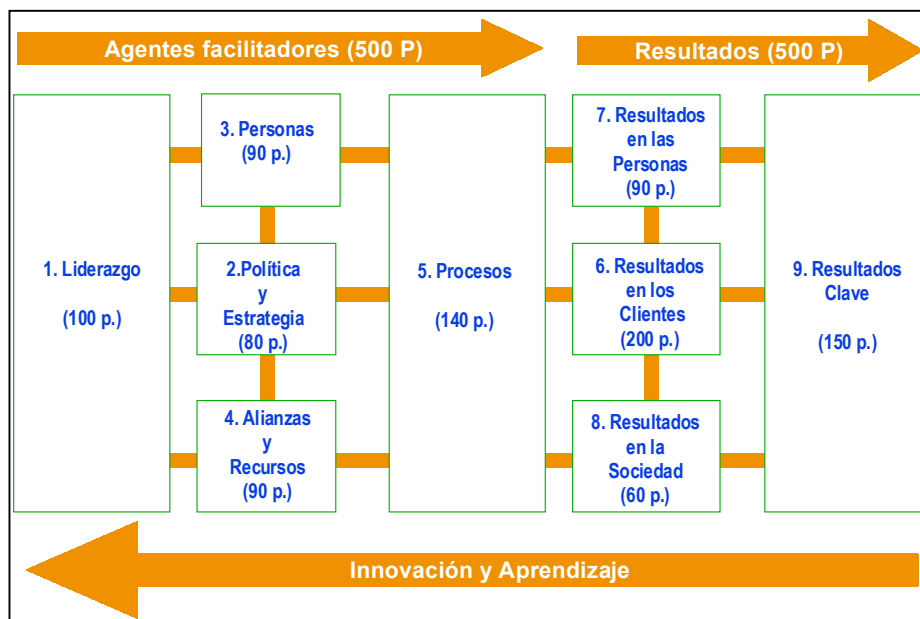 Agentes facilitadores (500 P)
Resultados (500 P)
1. Liderazgo
(100 p.)
3. Personas
(90 p.)
2.Política
y
Estrategia
(80 p.)
4. Alianzas
y
Recursos
(90 p.)
5. Procesos
(140 p.)
7. Resultados
en las
Personas
(90 p.)
6. Resultados
en los
Clientes
(200 p.)
8. Resultados
en la
Sociedad
(60 p.)
9. Resultados
Clave
(150 p.)
Innovación y Aprendizaje